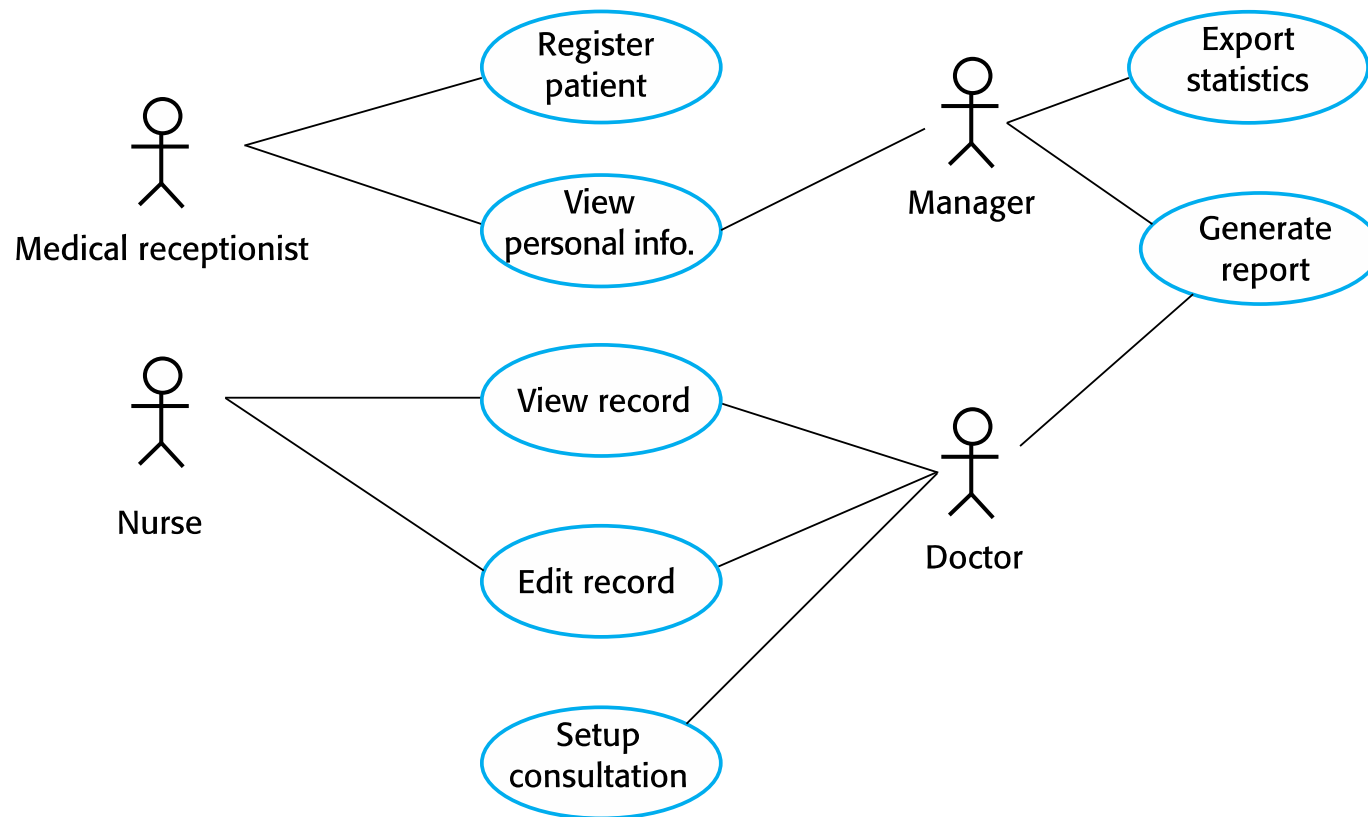 Register
patient
Export
statistics
Medical receptionist
View
personal info.
Manager
Generate
report
Nurse
View record
Edit record
Doctor
Setup
consultation